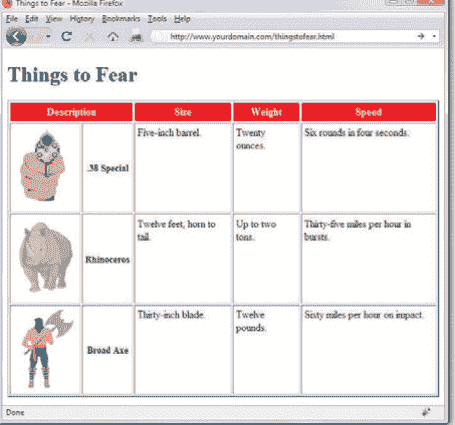 Things to Fear - Mozilla Firefox
File Edit View History Bookmarks Tools Help
http://www.yourdomain.com/thingstofear.html
Things to Fear
Description Size Weight Speed
.38 Special
Five-inch barrel.
Twenty
ounces.
Six rounds in four seconds.
Rhinoceros
Twelve feet, horn to
tail.
Up to two
tons.
Thirty-five miles per hour in
bursts.
Broad Axe
Thirty-inch blade.
Twelve
pounds.
Sixty miles per hour on impact.
Done